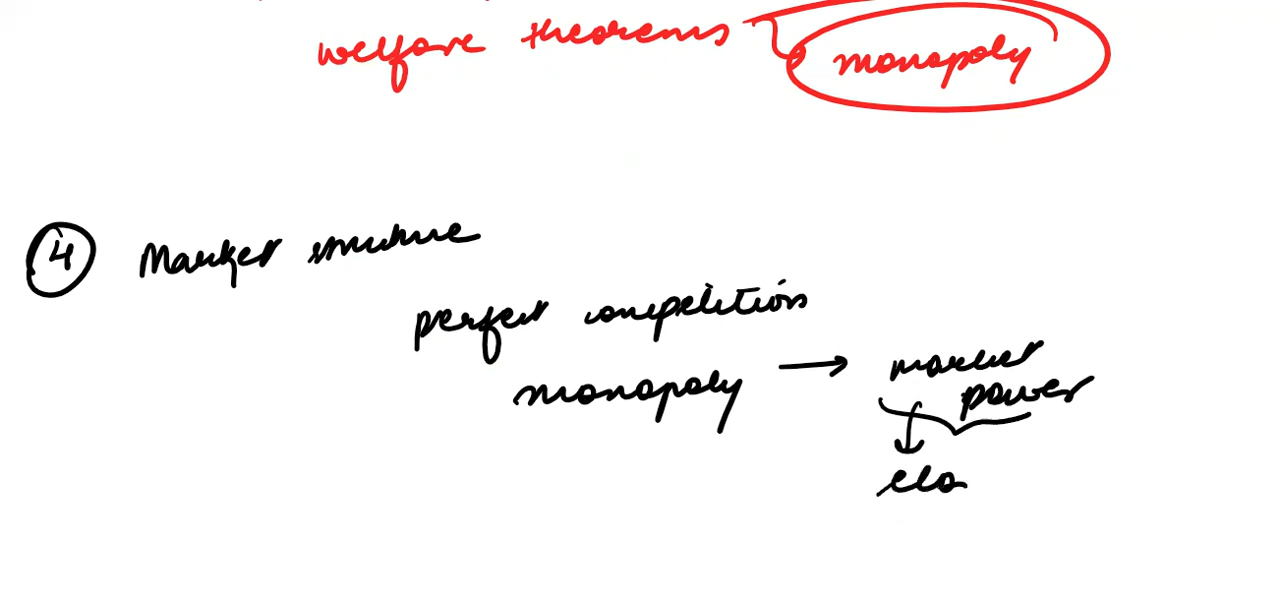 welfare theorems monopoly
4 Market structure
perfect competition
monopoly → market
power
ela